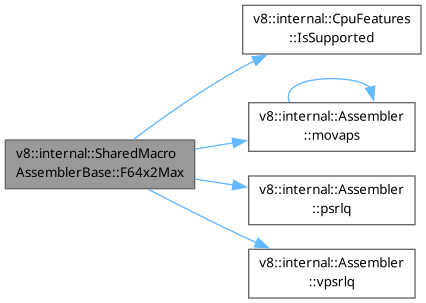 v8::internal::CpuFeatures
::IsSupported
v8::internal::Assembler
::movaps
v8::internal::SharedMacro
AssemblerBase::F64x2Max
v8::internal::Assembler
::psrlq
v8::internal::Assembler
::vpsrlq